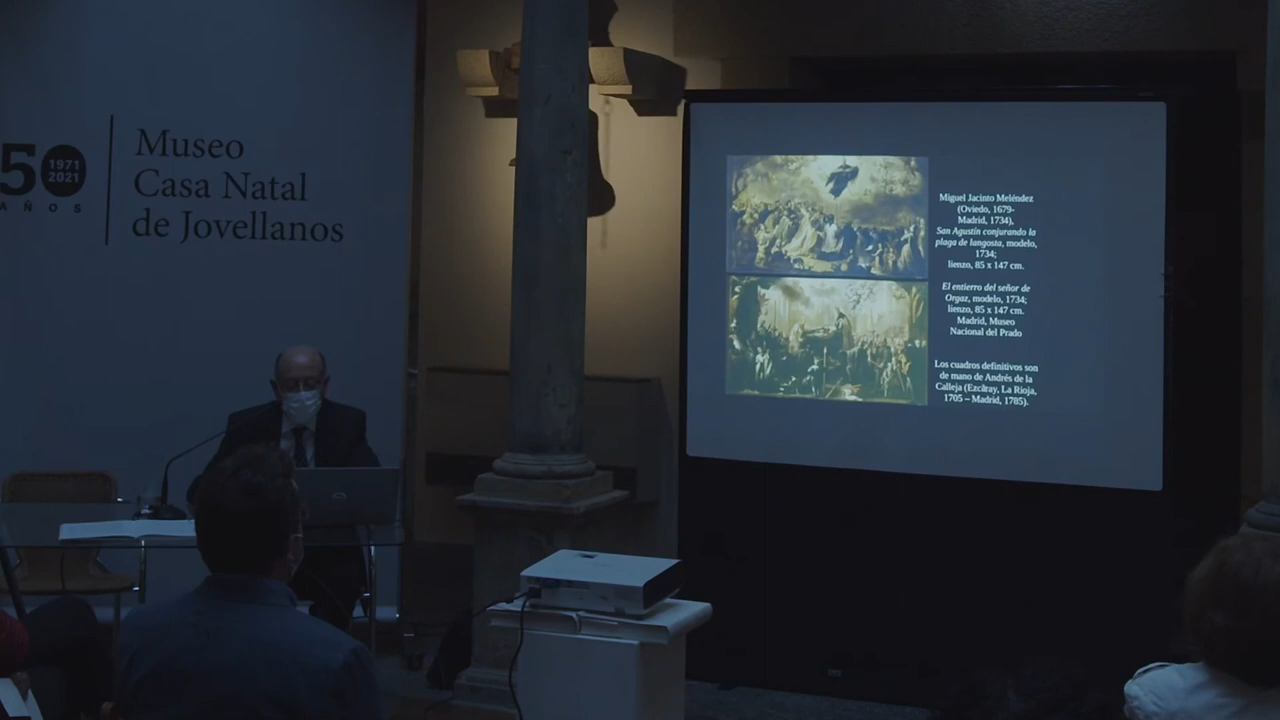 50
1971
2021
AÑOS
Museo
Casa Natal
de Jovellanos
Miguel Jacinto Meléndez
(Oviedo, 1679-
Madrid, 1734),
San Agustín conjurando la
plaga de langosta, modelo,
1734;
lienzo, 85 x 147 cm.
El entierro del señor de
Orgaz, modelo, 1734;
lienzo, 85 x 147 cm.
Madrid, Museo
Nacional del Prado
Los cuadros definitivos son
de mano de Andrés de la
Calleja (Ezcáray, La Rioja,
1705 – Madrid, 1785).